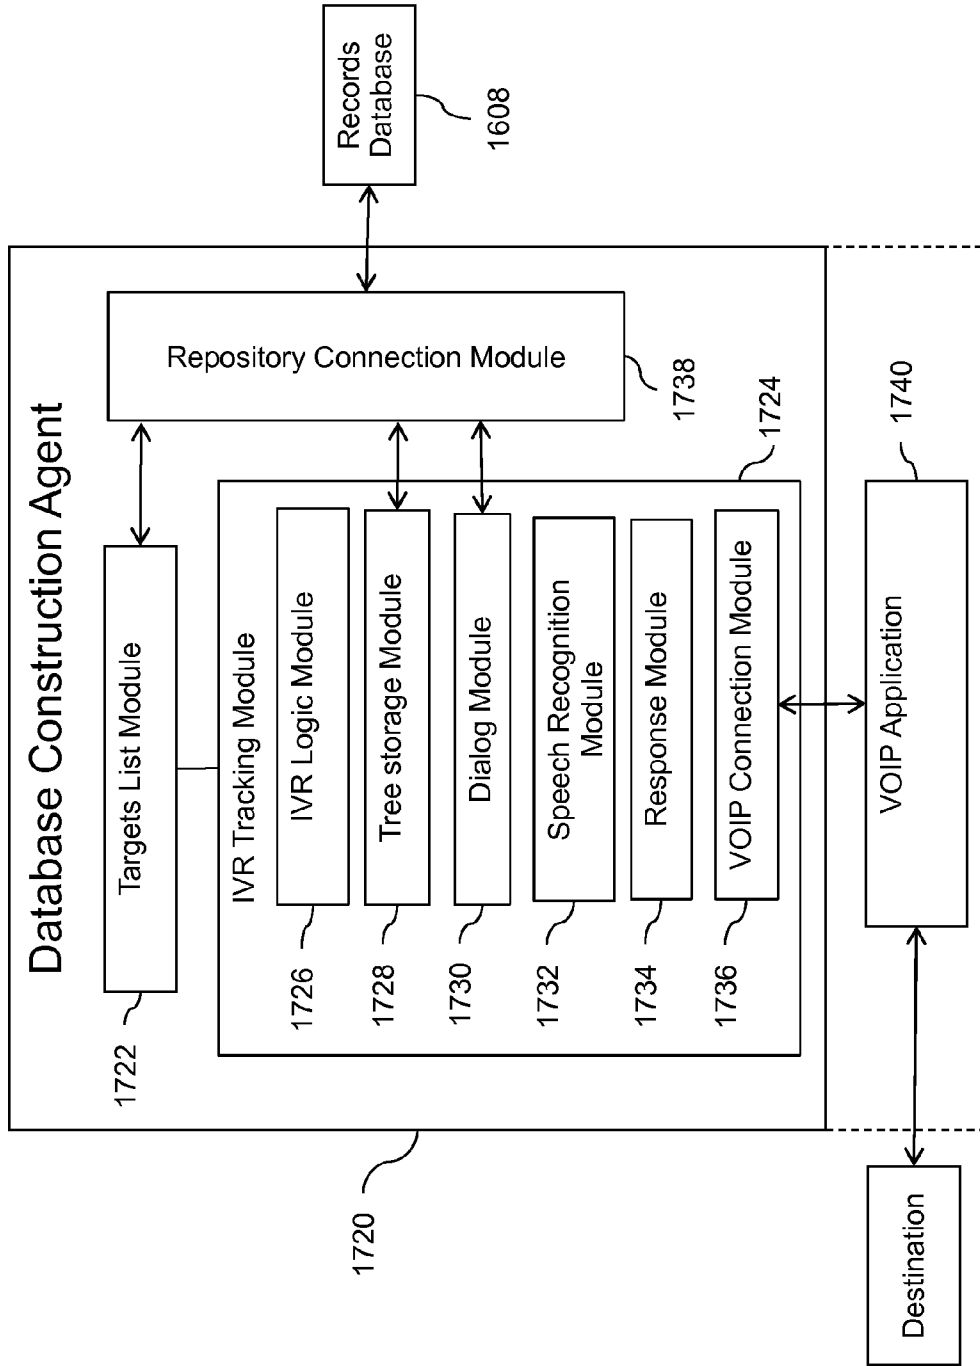 Database Construction Agent
1722
Targets List Module
IVR Tracking Module
1726
IVR Logic Module
1728
Tree storage Module
1730
Dialog Module
1732
Speech Recognition
Module
1734
Response Module
1736
VOIP Connection Module
1724
Repository Connection Module
1738
Records
Database
1608
1720
VOIP Application
1740
Destination